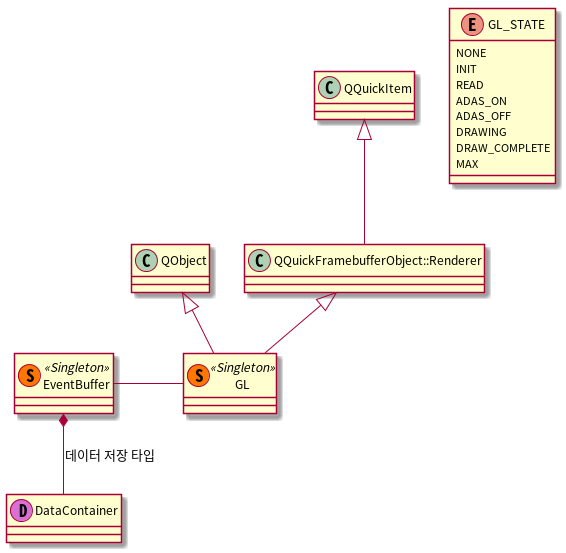 E GL_STATE
NONE
INIT
READ
ADAS_ON
ADAS_OFF
DRAWING
DRAW_COMPLETE
MAX
C QQuickItem
C QObject
C QQuickFramebufferObject::Renderer
S «Singleton»
EventBuffer
S «Singleton»
GL
데이터 저장 타입
D DataContainer